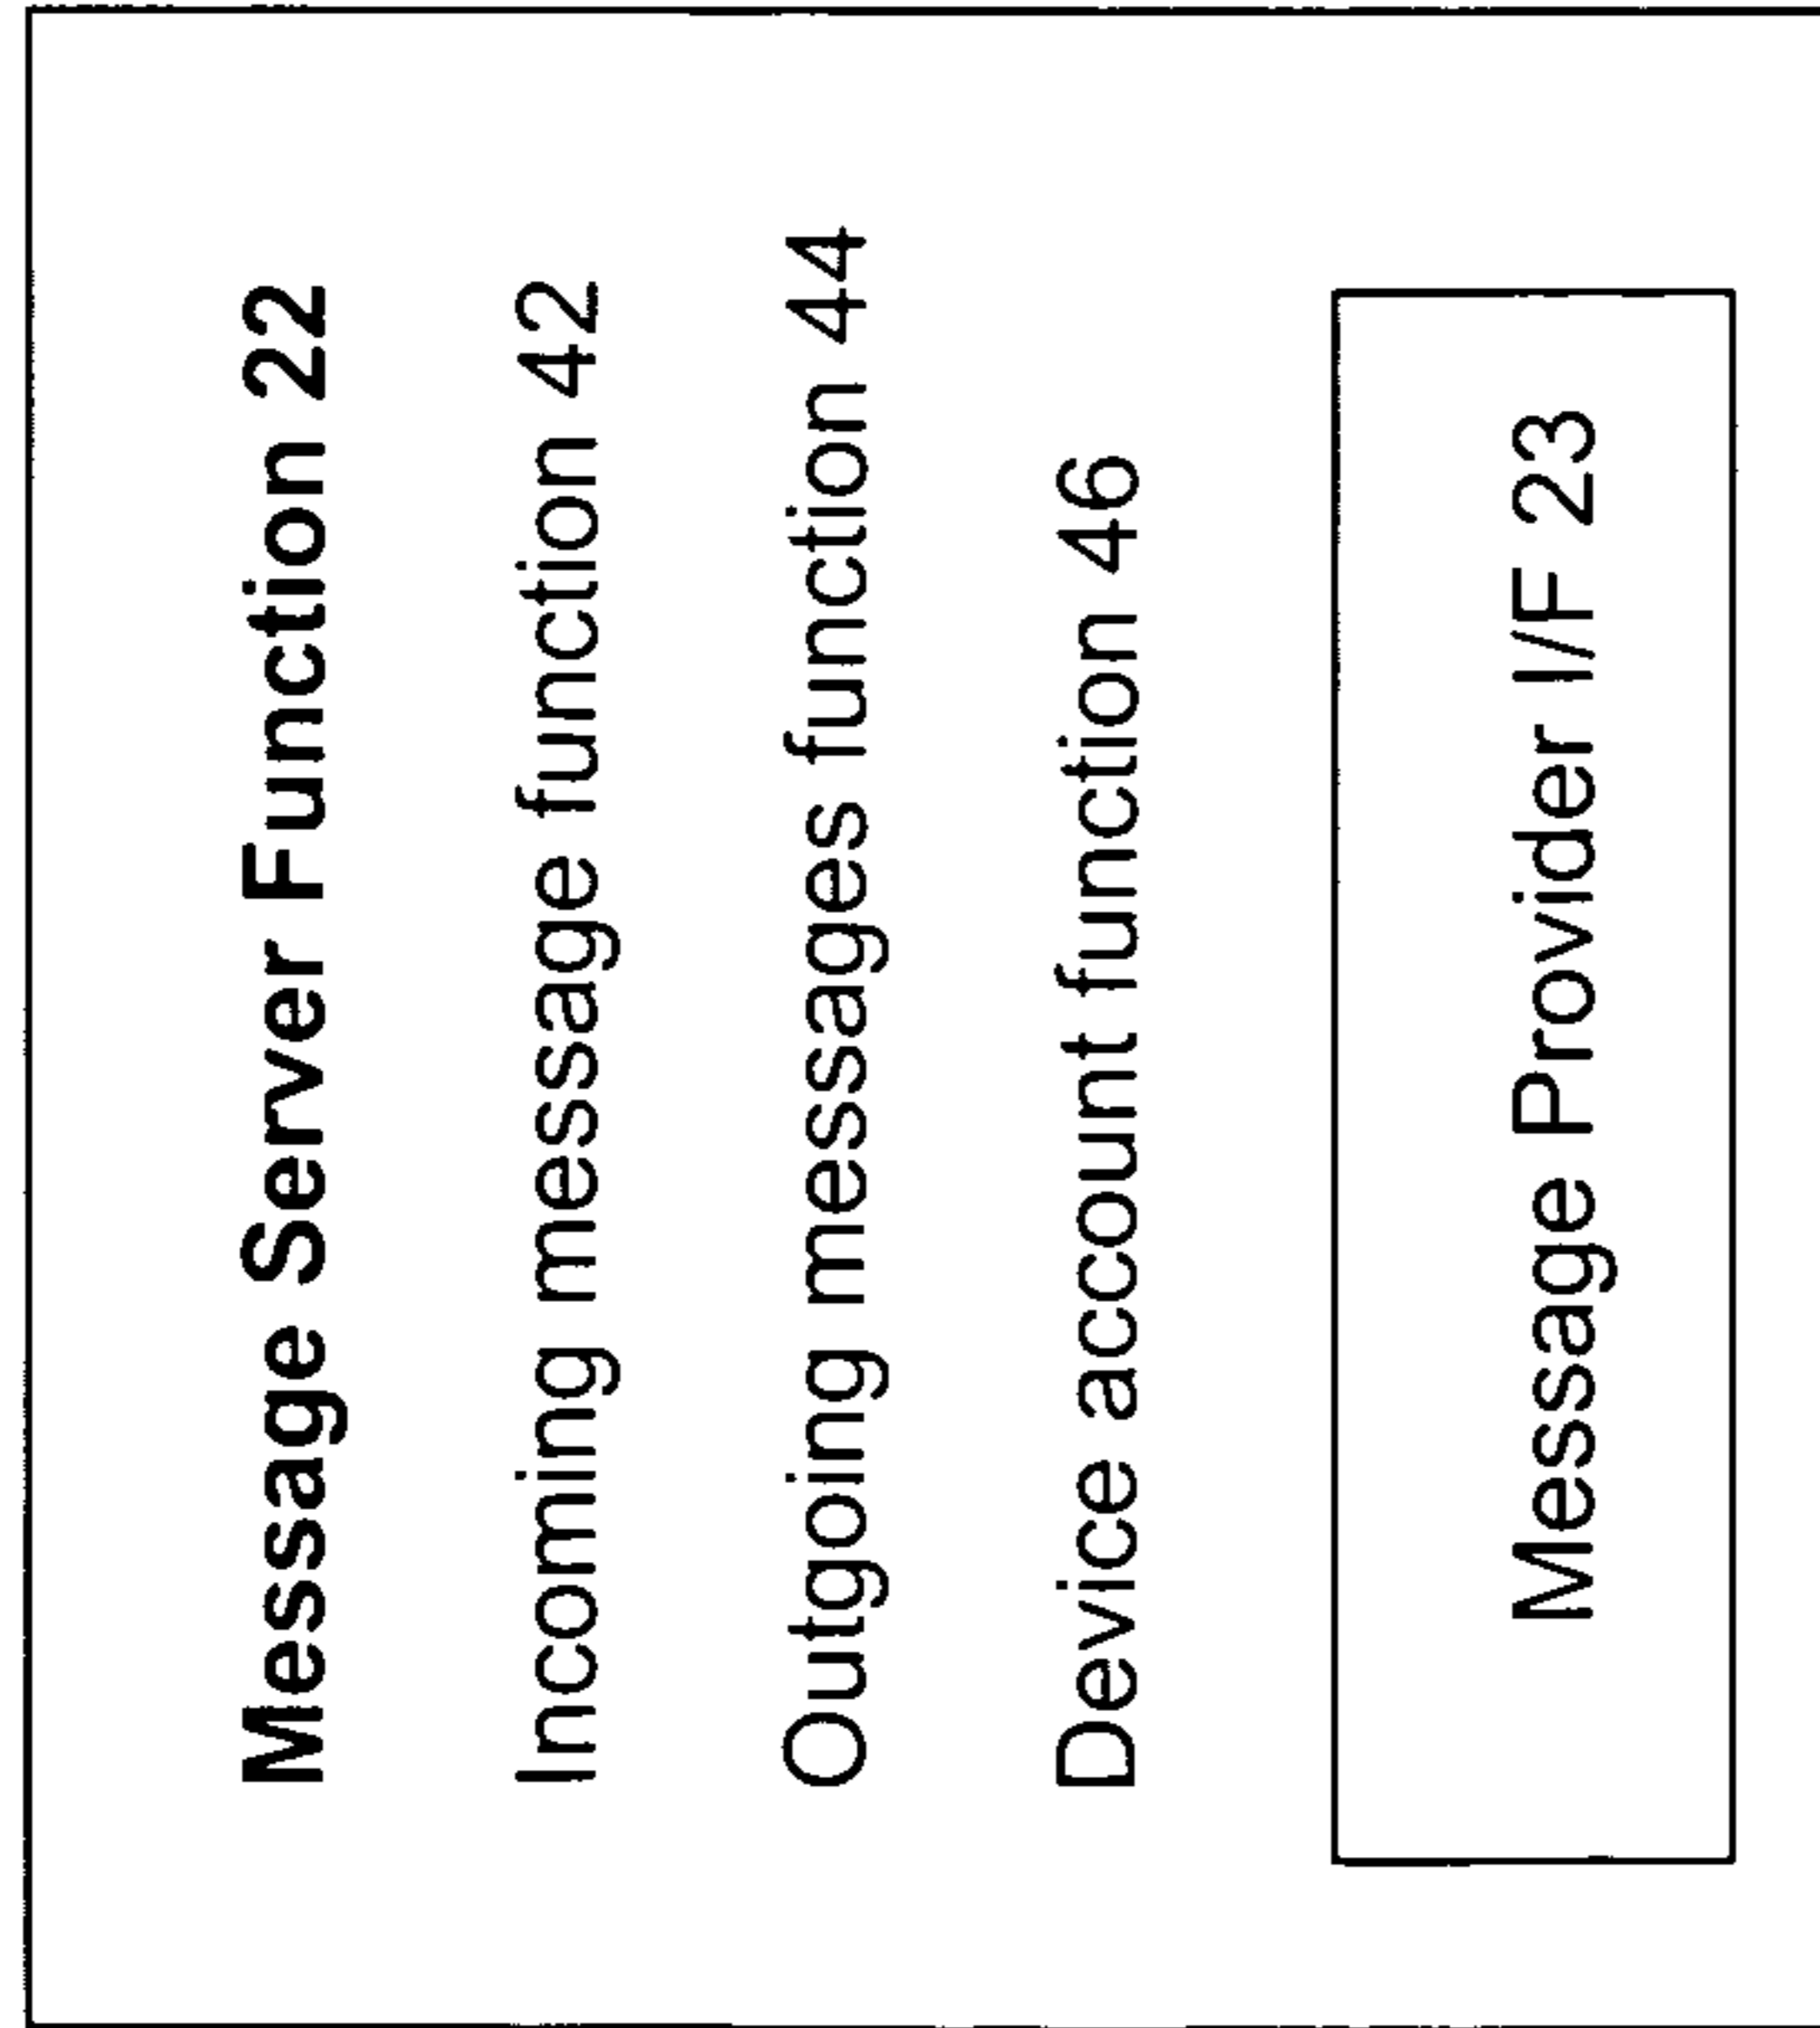 Message Server Function 22
Incoming message function 42
Outgoing messages function 44
Device account function 46
Message Provider I/F 23